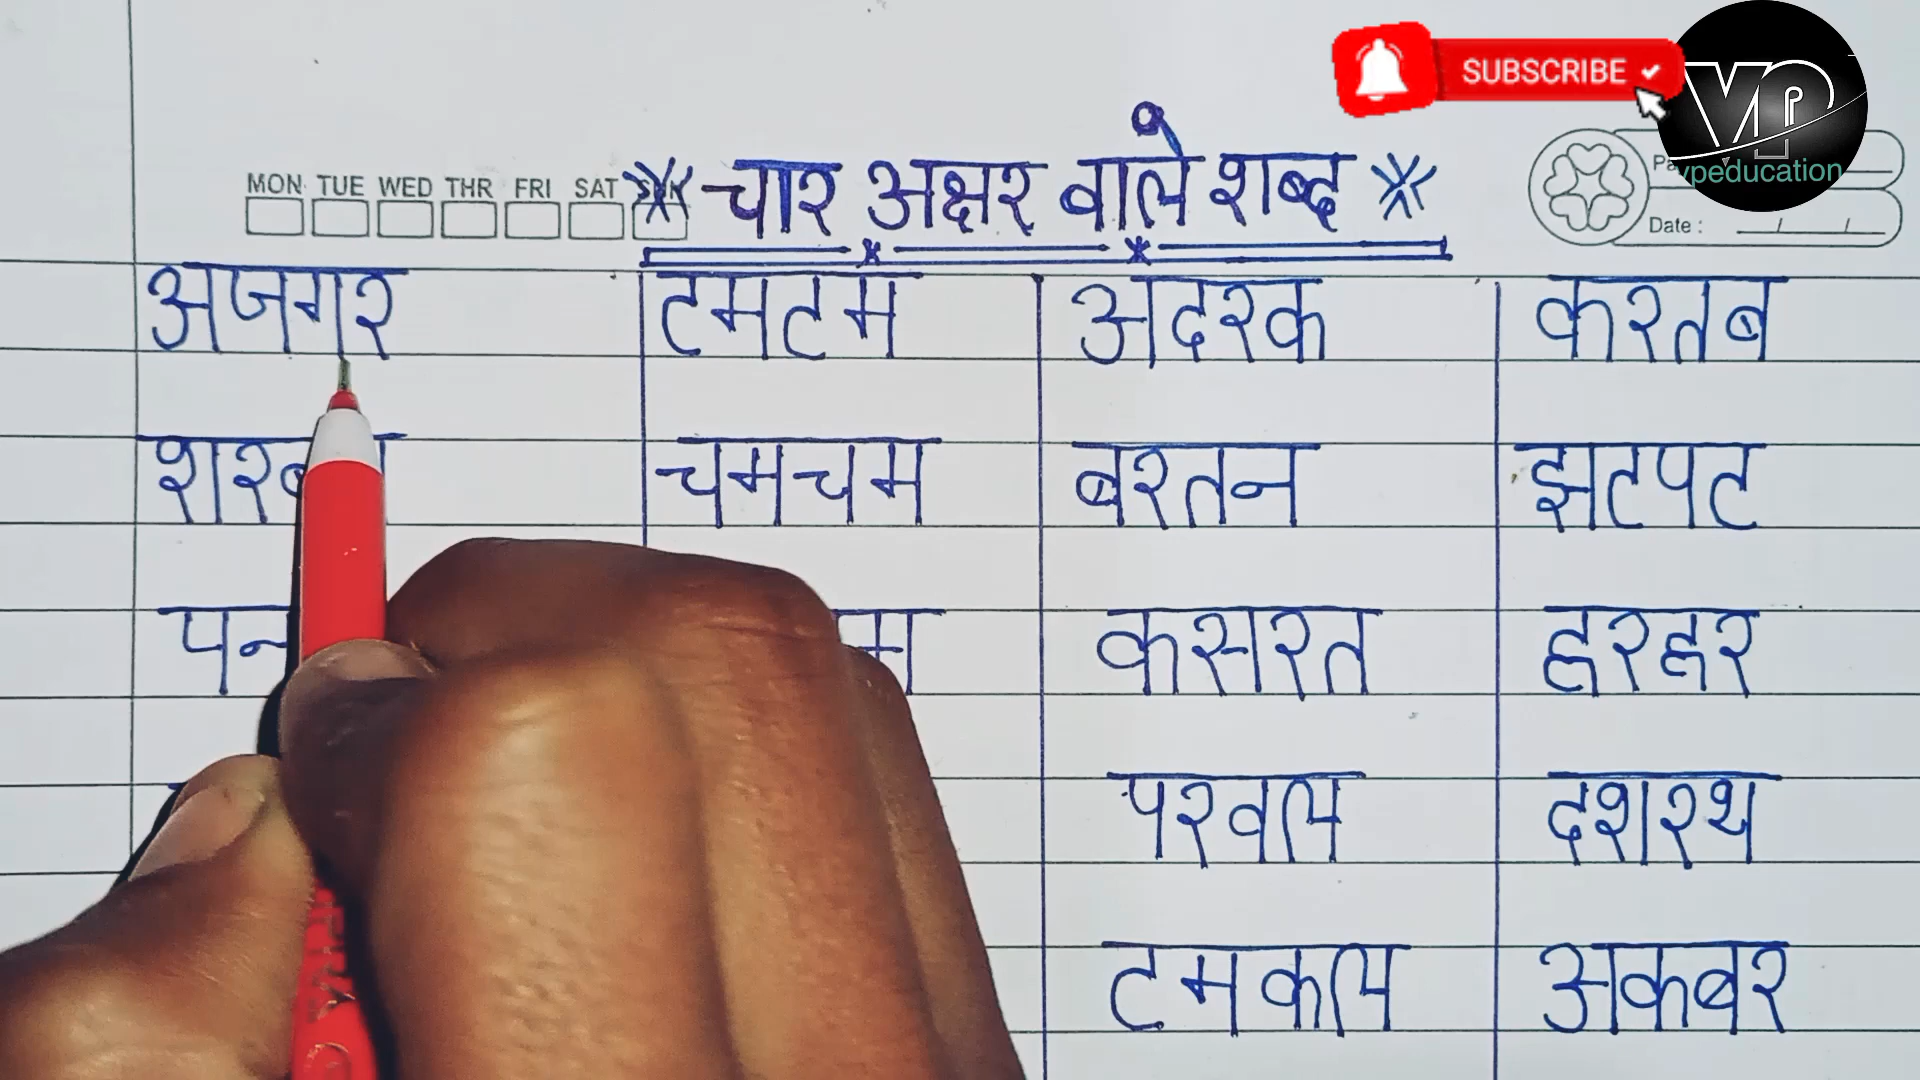 SUBSCRIBE
vpeducation
MON TUE WED THR FRI SAT
Date :
चार अक्षर वाले शब्द
अजगर टमटम अदरक करतब
चमचम बरतन झटपट
कसरत हरहर
परवल दशरथ
टमकल अकबर